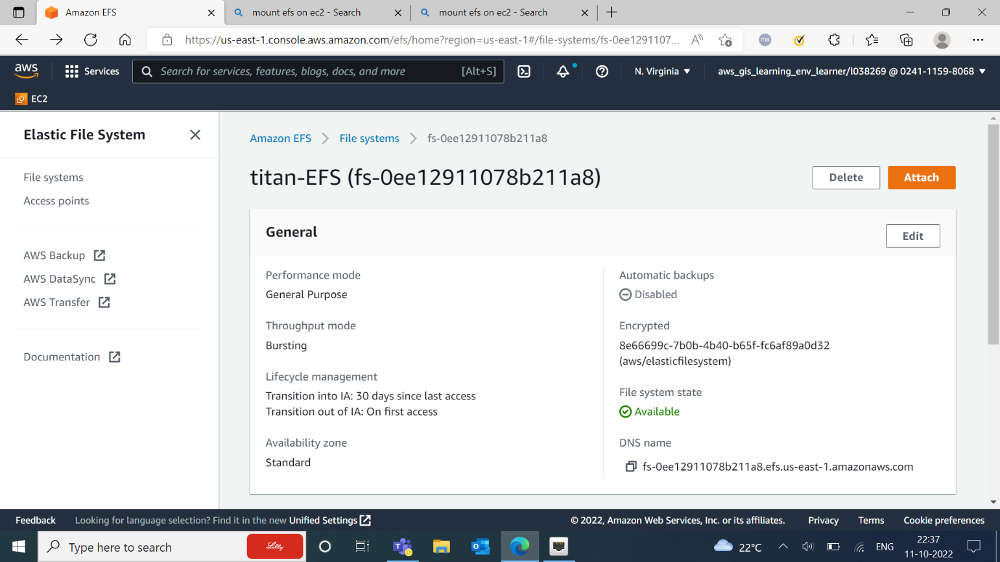 Amazon EFS
mount efs on ec2 - Search
mount efs on ec2 - Search
https://us-east-1.console.aws.amazon.com/efs/home?region=us-east-1#/file-systems/fs-0ee1291107...
me
aws
Services
Search for services, features, blogs, docs, and more
[Alt+S]
N. Virginia
aws_gis_learning_env_learner/l038269 @ 0241-1159-8068
EC2
Elastic File System
File systems
Access points
AWS Backup
AWS DataSync
AWS Transfer
Documentation
Amazon EFS > File systems > fs-0ee12911078b211a8
titan-EFS (fs-0ee12911078b211a8)
Delete
Attach
General
Edit
Performance mode
General Purpose
Throughput mode
Bursting
Lifecycle management
Transition into IA: 30 days since last access
Transition out of IA: On first access
Availability zone
Standard
Automatic backups
Disabled
Encrypted
8e66699c-7b0b-4b40-b65f-fc6af89a0d32
(aws/elasticfilesystem)
File system state
Available
DNS name
fs-0ee12911078b211a8.efs.us-east-1.amazonaws.com
Feedback
Looking for language selection? Find it in the new Unified Settings
© 2022, Amazon Web Services, Inc. or its affiliates.
Privacy
Terms
Cookie preferences
Type here to search
Lilly
22°C
ENG
22:37
11-10-2022